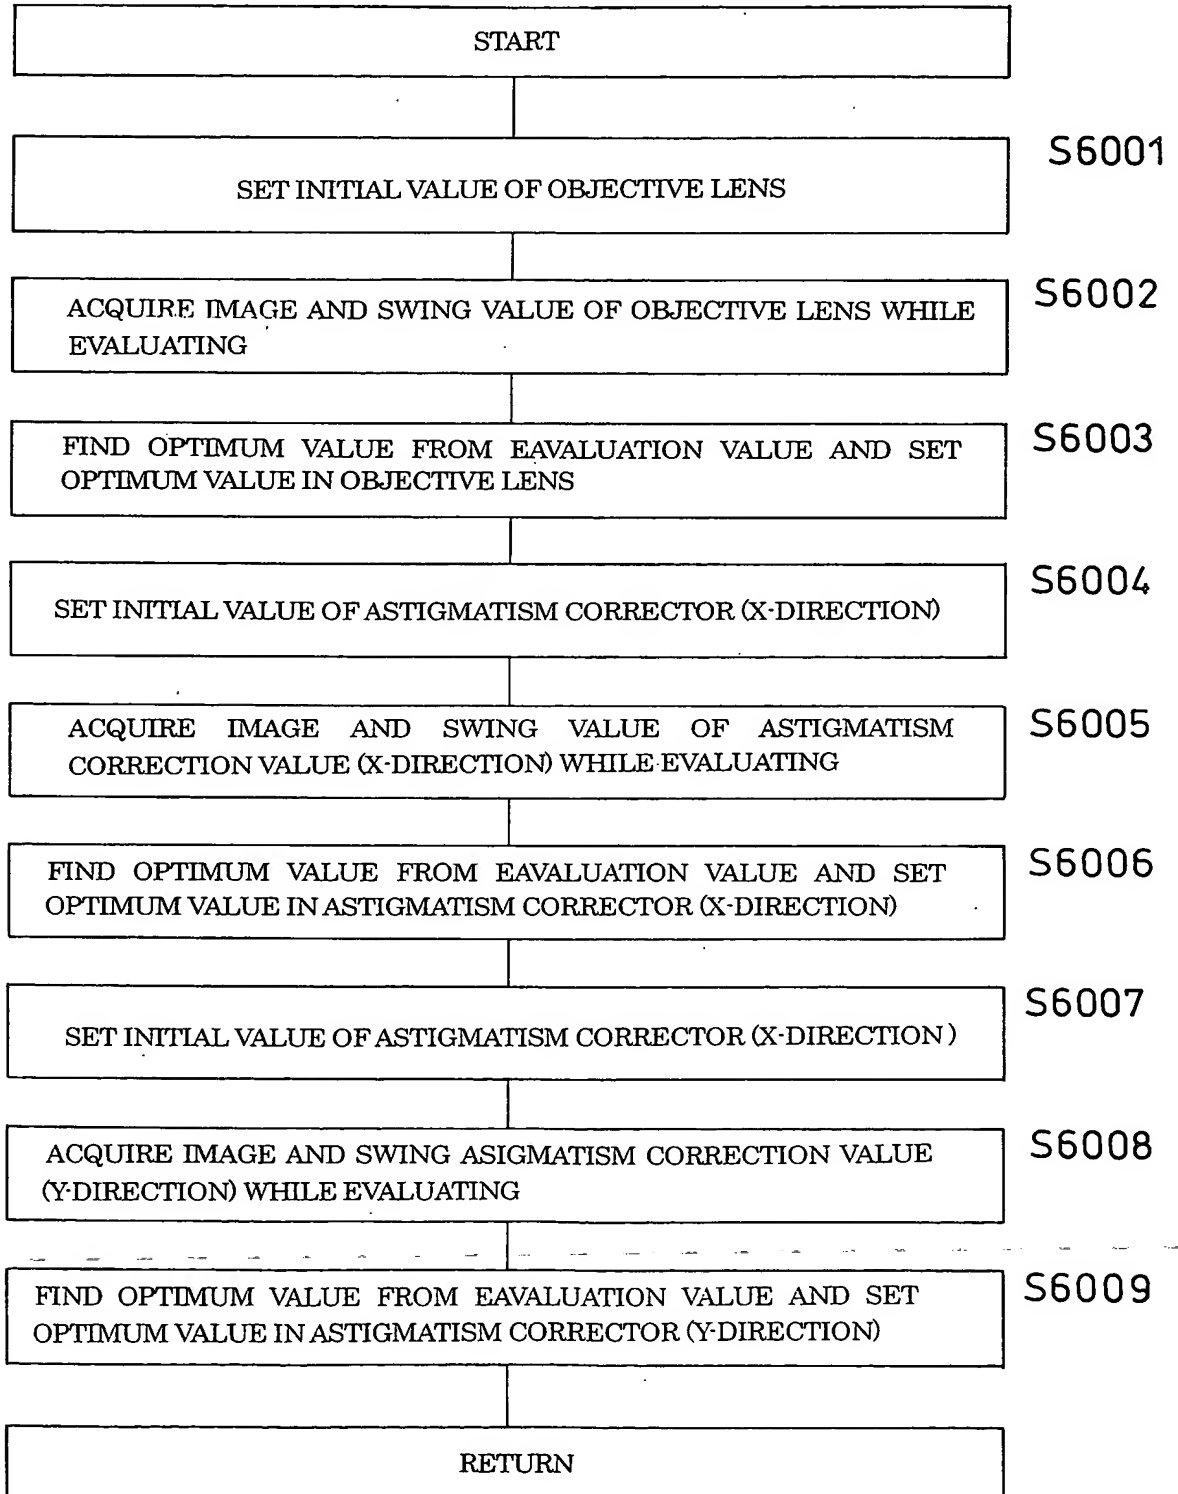 START
S6001
SET INITIAL VALUE OF OBJECTIVE LENS
S6002
ACQUIRE IMAGE AND SWING VALUE OF OBJECTIVE LENS WHILE
EVALUATING
S6003
FIND OPTIMUM VALUE FROM EAVALUATION VALUE AND SET
OPTIMUM VALUE IN OBJECTIVE LENS
S6004
SET INITIAL VALUE OF ASTIGMATISM CORRECTOR (X-DIRECTION)
S6005
ACQUIRE IMAGE AND SWING VALUE OF ASTIGMATISM
CORRECTION VALUE (X-DIRECTION) WHILE EVALUATING
S6006
FIND OPTIMUM VALUE FROM EAVALUATION VALUE AND SET
OPTIMUM VALUE IN ASTIGMATISM CORRECTOR (X-DIRECTION)
S6007
SET INITIAL VALUE OF ASTIGMATISM CORRECTOR (X-DIRECTION )
S6008
ACQUIRE IMAGE AND SWING ASIGMATISM CORRECTION VALUE
(Y-DIRECTION) WHILE EVALUATING
S6009
FIND OPTIMUM VALUE FROM EAVALUATION VALUE AND SET
OPTIMUM VALUE IN ASTIGMATISM CORRECTOR (Y-DIRECTION)
RETURN